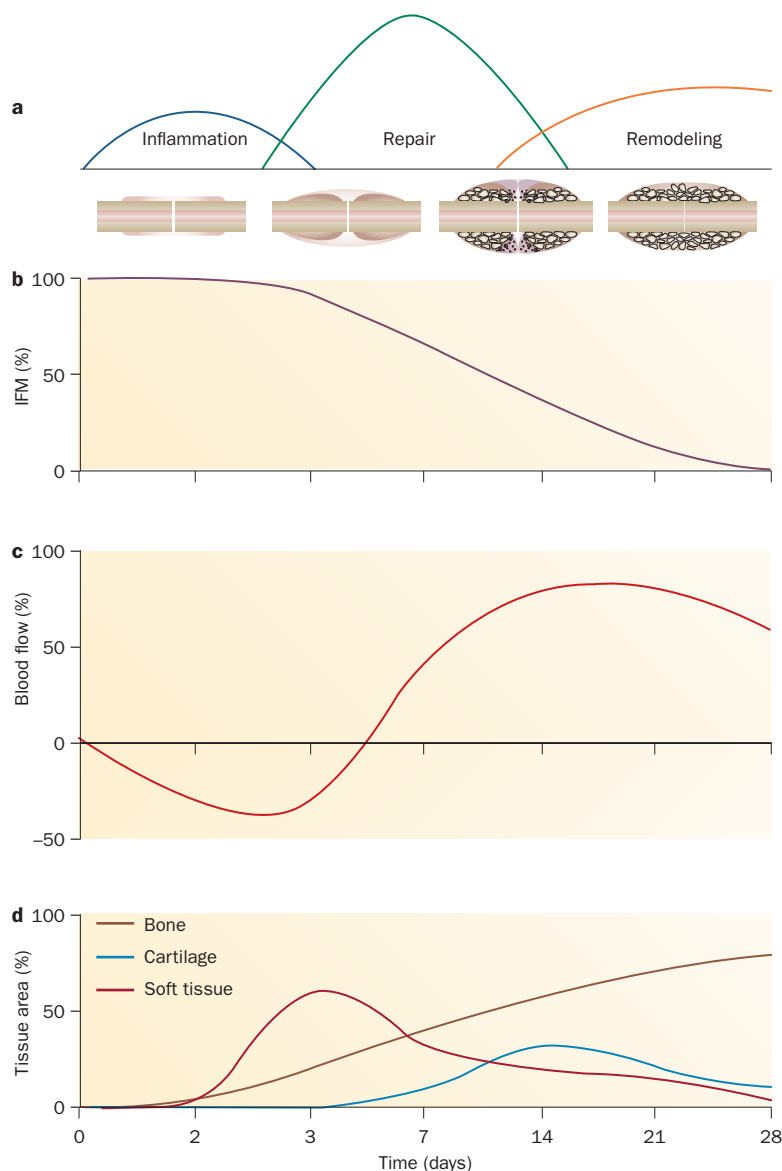 a
Inflammation
Repair
Remodeling
b
100
50
0
IFM (%)
c
100
50
0
–50
Blood flow (%)
d
100
50
0
Tissue area (%)
Bone
Cartilage
Soft tissue
0 2 3 7 14 21 28
Time (days)